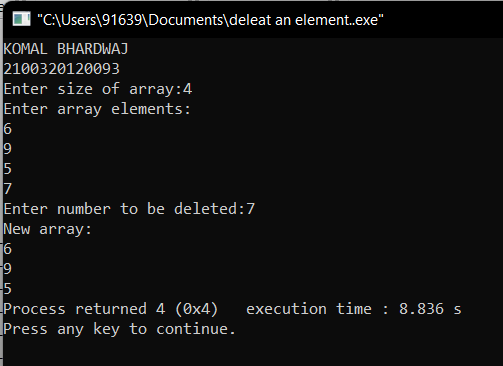 "C:\Users\91639\Documents\deleat an element..exe"
KOMAL BHARDWAJ
2100320120093
Enter size of array:4
Enter array elements:
6
9
5
7
Enter number to be deleted:7
New array:
6
9
5
Process returned 4 (0x4)   execution time : 8.836 s
Press any key to continue.